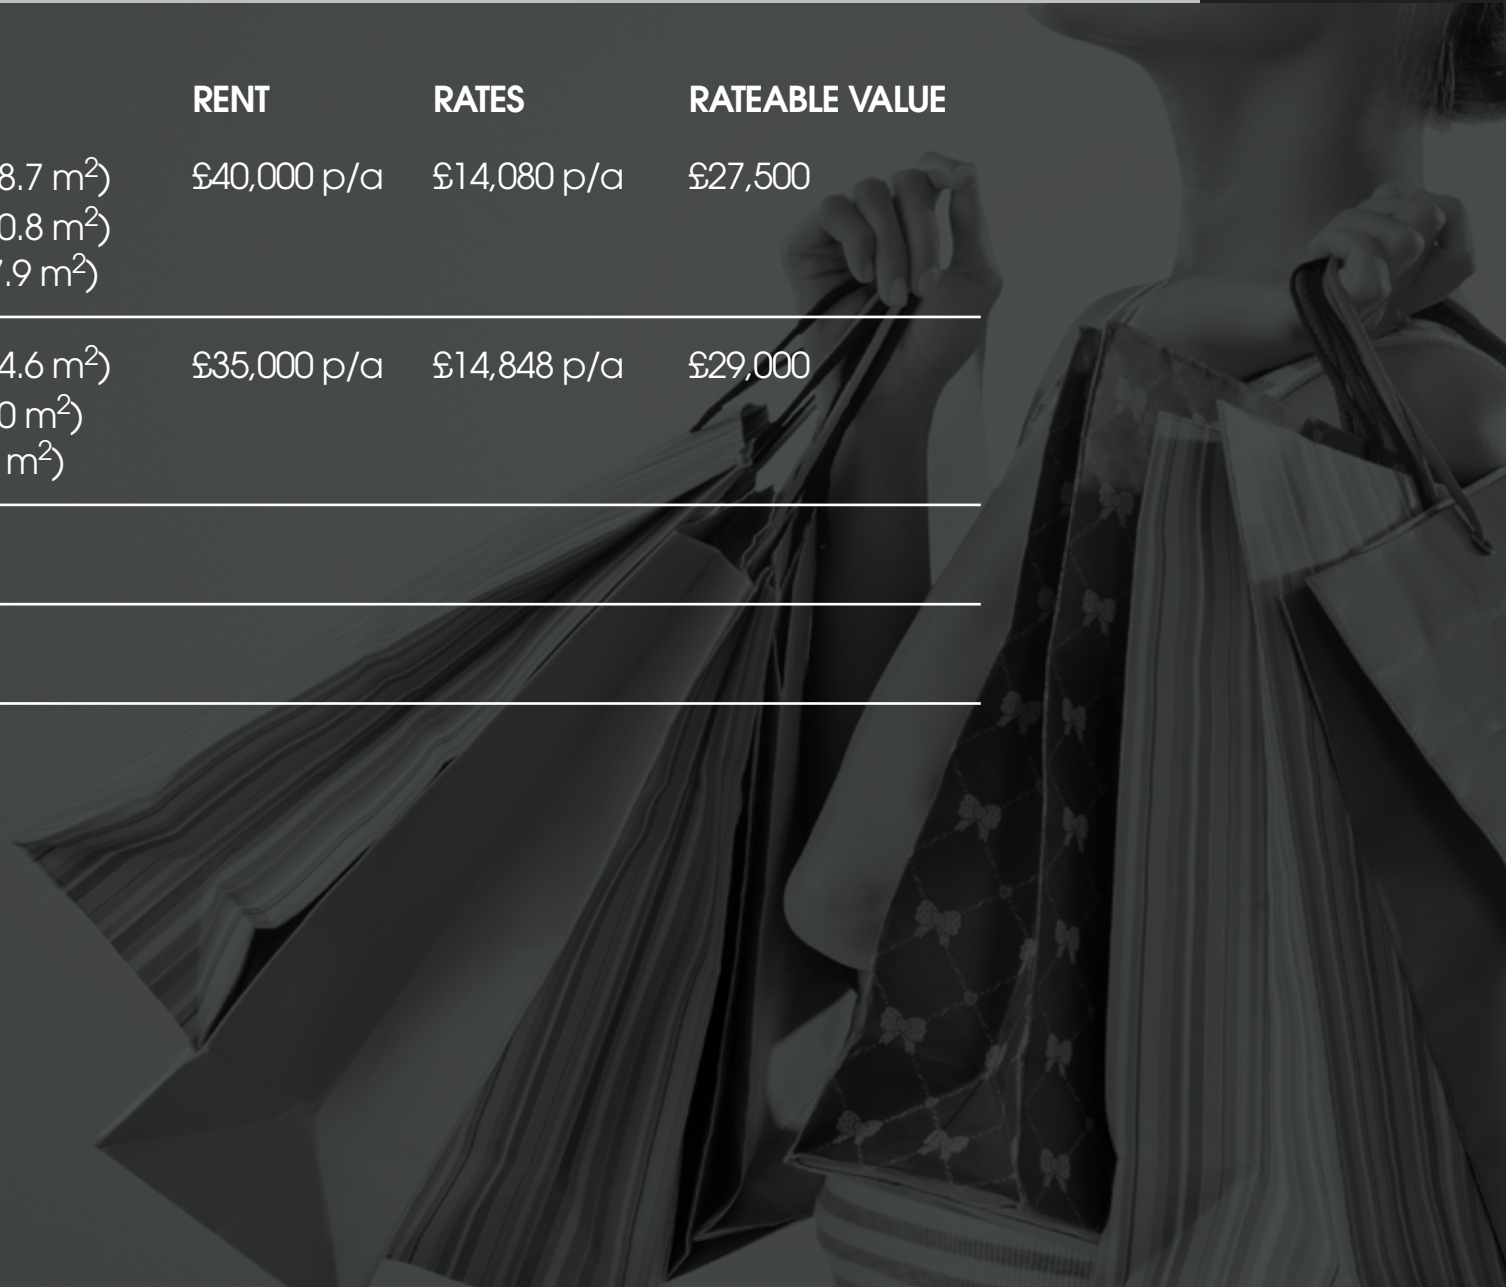 RENT RATES RATEABLE VALUE
8.7 m²) £40,000 p/a £14,080 p/a £27,500
0.8 m²)
.9 m²)
4.6 m²) £35,000 p/a £14,848 p/a £29,000
0 m²)
m²)